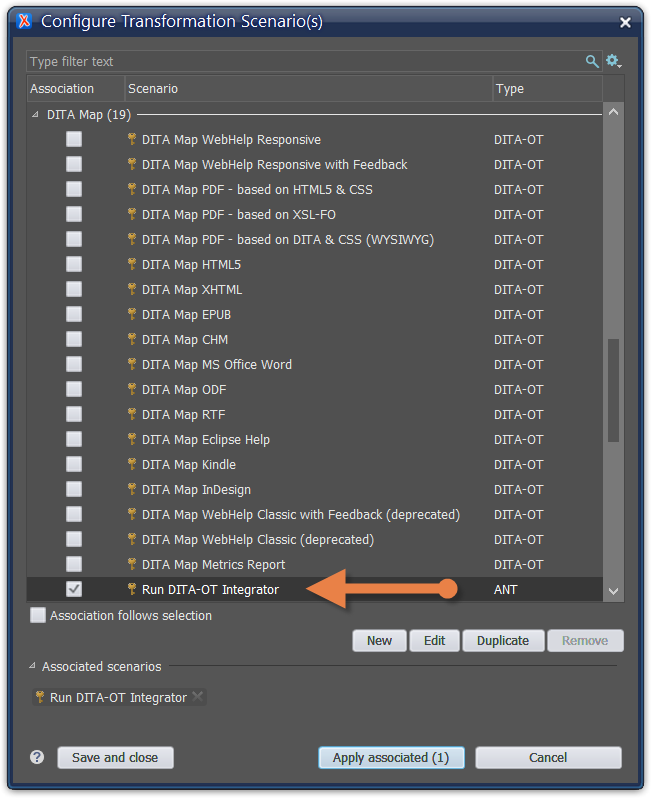 Configure Transformation Scenario(s)
Type filter text
Association Scenario Type
DITA Map (19)
DITA Map WebHelp Responsive DITA-OT
DITA Map WebHelp Responsive with Feedback DITA-OT
DITA Map PDF - based on HTML5 & CSS DITA-OT
DITA Map PDF - based on XSL-FO DITA-OT
DITA Map PDF - based on DITA & CSS (WYSIWYG) DITA-OT
DITA Map HTML5 DITA-OT
DITA Map XHTML DITA-OT
DITA Map EPUB DITA-OT
DITA Map CHM DITA-OT
DITA Map MS Office Word DITA-OT
DITA Map ODF DITA-OT
DITA Map RTF DITA-OT
DITA Map Eclipse Help DITA-OT
DITA Map Kindle DITA-OT
DITA Map InDesign DITA-OT
DITA Map WebHelp Classic with Feedback (deprecated) DITA-OT
DITA Map WebHelp Classic (deprecated) DITA-OT
DITA Map Metrics Report DITA-OT
Run DITA-OT Integrator ANT
Association follows selection
New Edit Duplicate Remove
Associated scenarios
Run DITA-OT Integrator
? Save and close Apply associated (1) Cancel